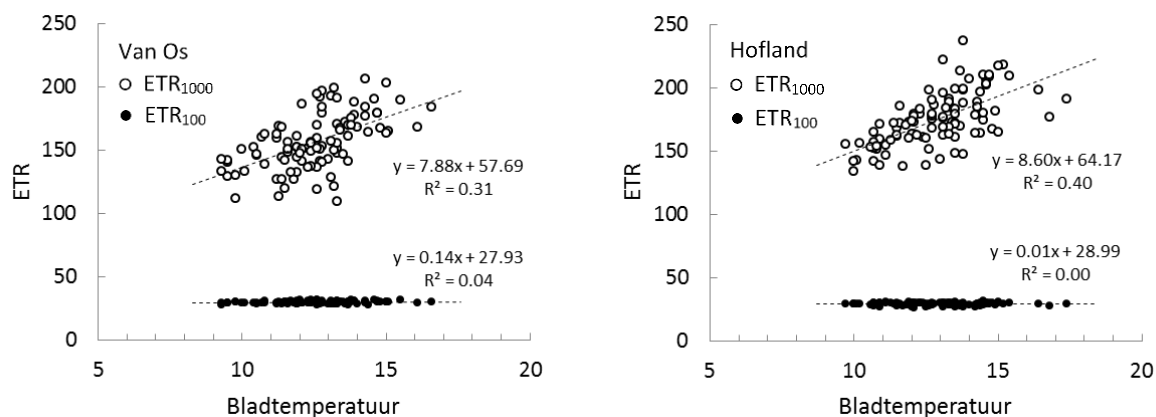 250
200
150
100
50
0
ETR
Van Os
ETR₁₀₀₀
ETR₁₀₀
y = 7.88x + 57.69
R² = 0.31
y = 0.14x + 27.93
R² = 0.04
5 10 15 20
Bladtemperatuur
250
200
150
100
50
0
ETR
Hofland
ETR₁₀₀₀
ETR₁₀₀
y = 8.60x + 64.17
R² = 0.40
y = 0.01x + 28.99
R² = 0.00
5 10 15 20
Bladtemperatuur